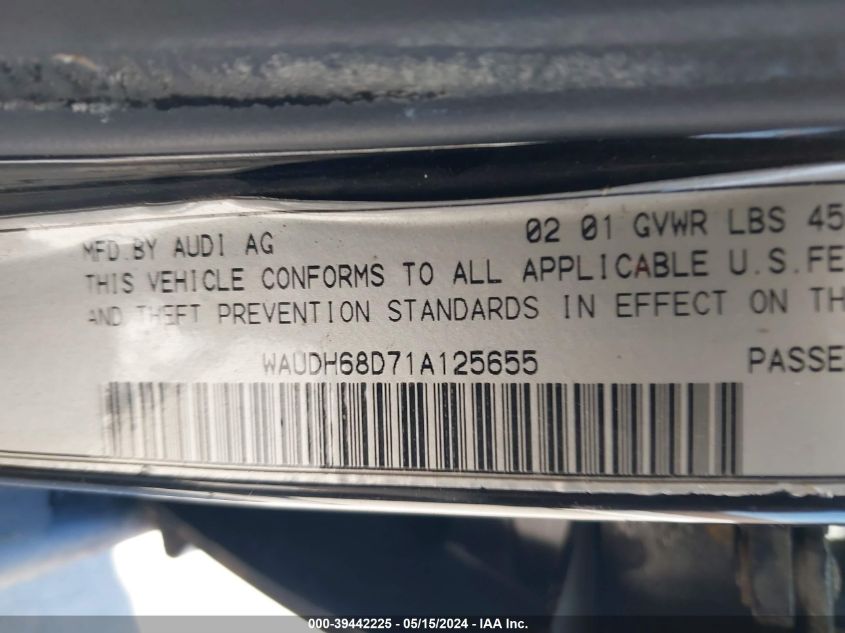 MFD.BY AUDI AG 02 01 GVWR LBS 45
THIS VEHICLE CONFORMS TO ALL APPLICABLE U.S.FE
AND THEFT PREVENTION STANDARDS IN EFFECT ON TH
WAUDH68D71A125655 PASSE
000-39442225 - 05/15/2024 - IAA Inc.